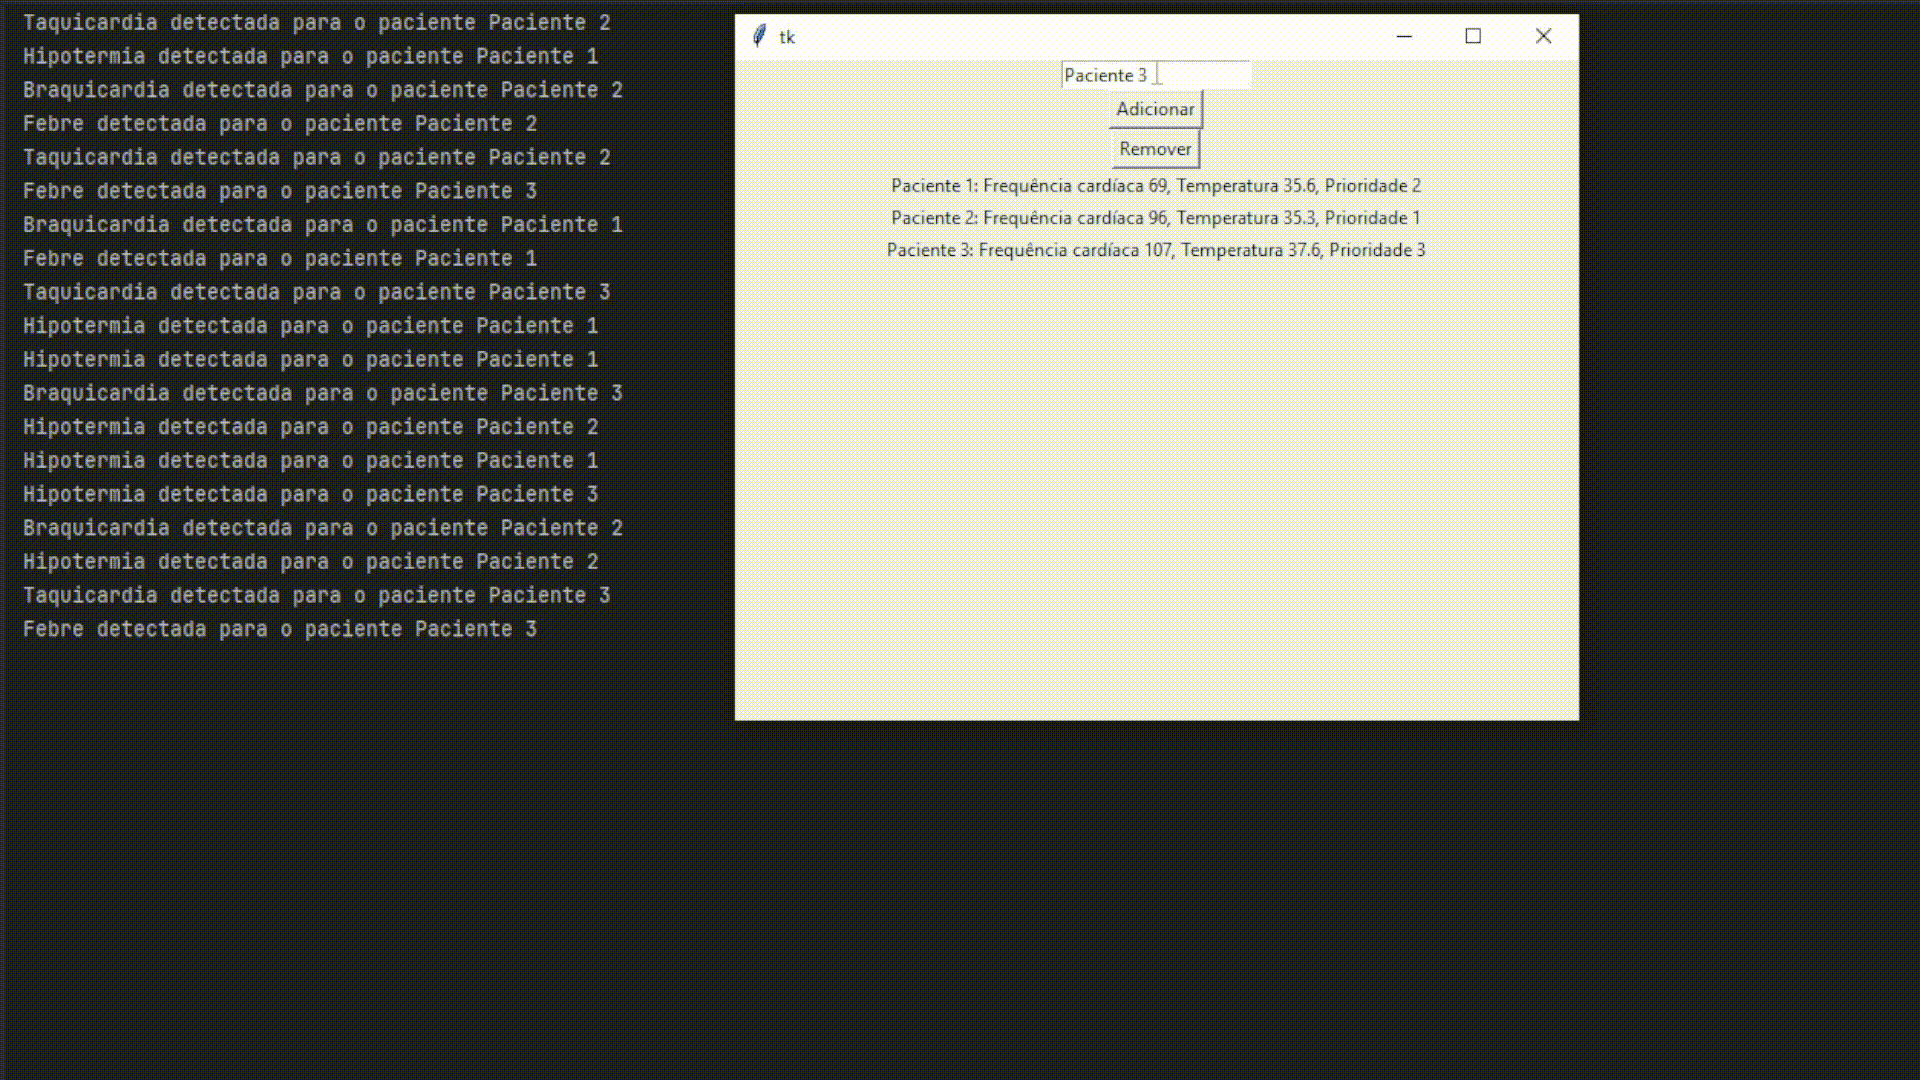 Taquicardia detectada para o paciente Paciente 2
Hipotermia detectada para o paciente Paciente 1
Braquicardia detectada para o paciente Paciente 2
Febre detectada para o paciente Paciente 2
Taquicardia detectada para o paciente Paciente 2
Febre detectada para o paciente Paciente 3
Braquicardia detectada para o paciente Paciente 1
Febre detectada para o paciente Paciente 1
Taquicardia detectada para o paciente Paciente 3
Hipotermia detectada para o paciente Paciente 1
Hipotermia detectada para o paciente Paciente 1
Braquicardia detectada para o paciente Paciente 3
Hipotermia detectada para o paciente Paciente 2
Hipotermia detectada para o paciente Paciente 1
Hipotermia detectada para o paciente Paciente 3
Braquicardia detectada para o paciente Paciente 2
Hipotermia detectada para o paciente Paciente 2
Taquicardia detectada para o paciente Paciente 3
Febre detectada para o paciente Paciente 3
tk
Paciente 3
Adicionar
Remover
Paciente 1: Frequência cardíaca 69, Temperatura 35.6, Prioridade 2
Paciente 2: Frequência cardíaca 96, Temperatura 35.3, Prioridade 1
Paciente 3: Frequência cardíaca 107, Temperatura 37.6, Prioridade 3